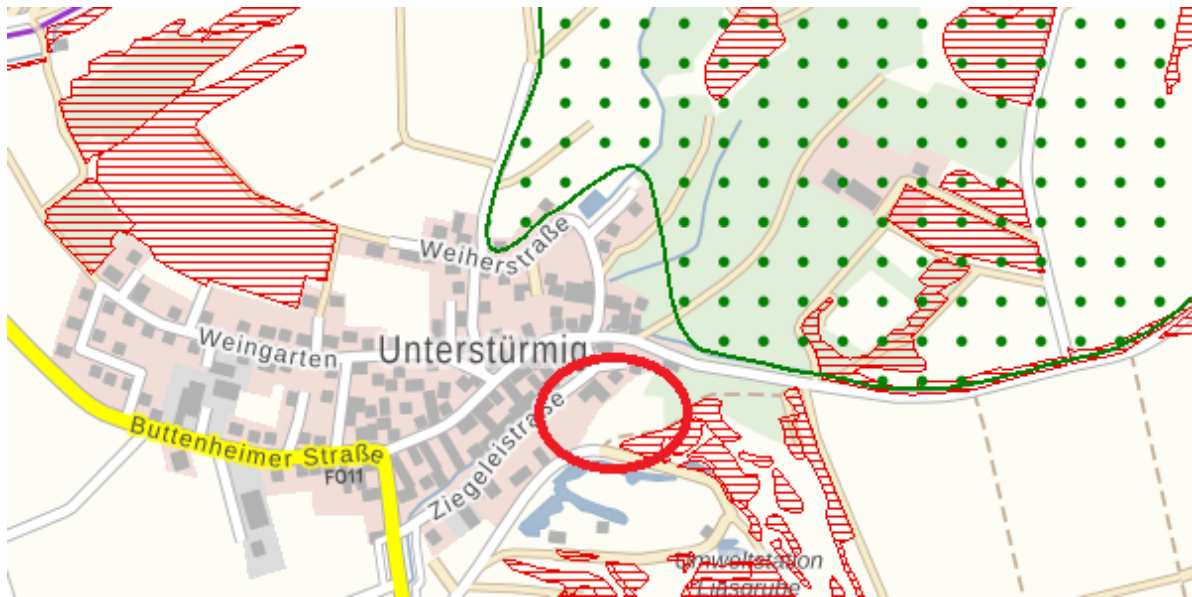 Weiherstraße
Weingarten
Unterstürmig
Buttenheimer Straße
FO11
Ziegeleistraße
Umweltstation
Liasgrube